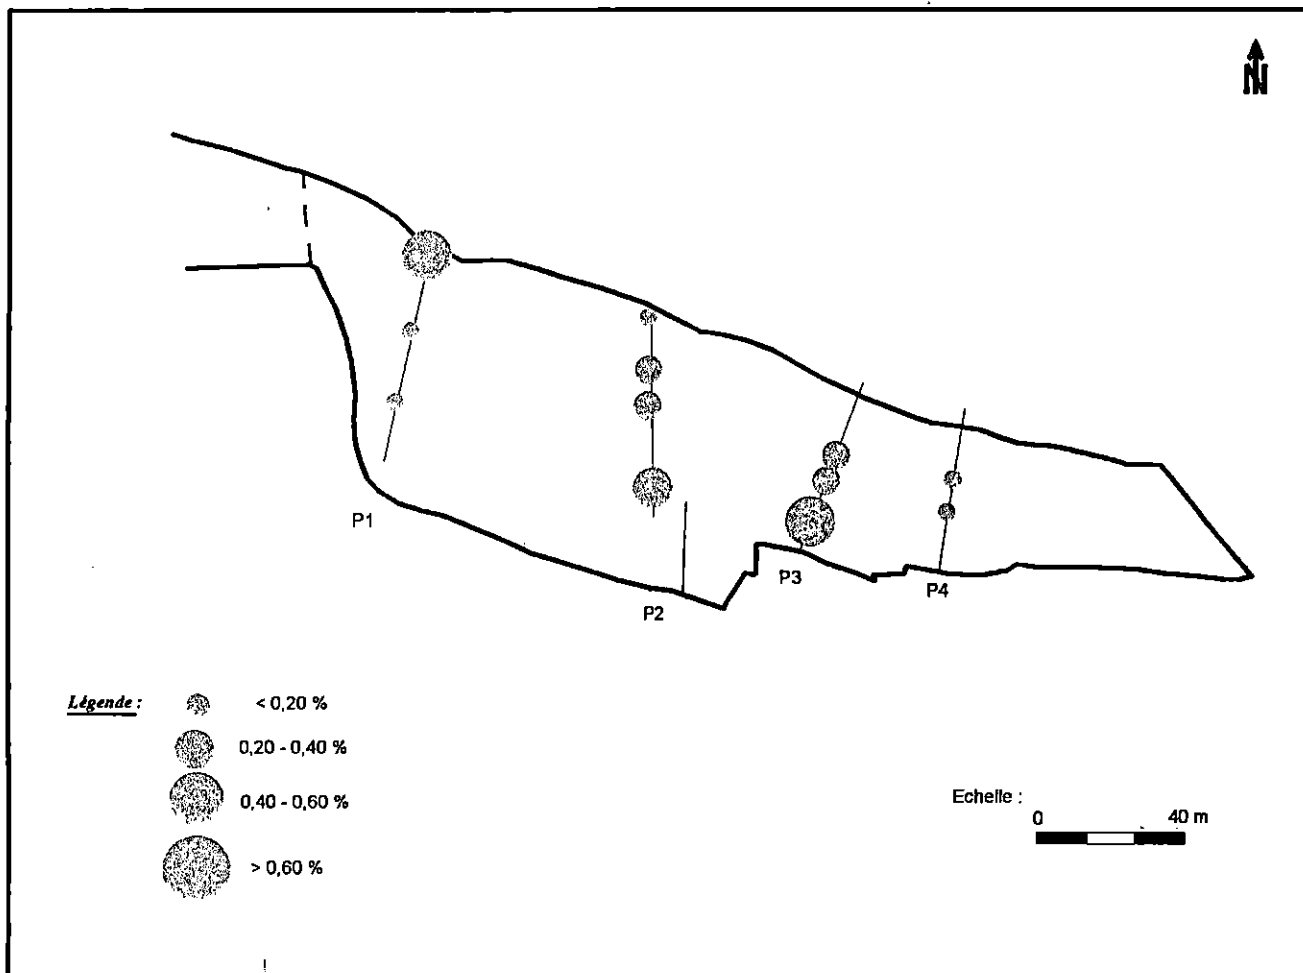 N
P1
P2
P3
P4
Légende :
< 0,20 %
0,20 - 0,40 %
0,40 - 0,60 %
> 0,60 %
Echelle :
0 40 m